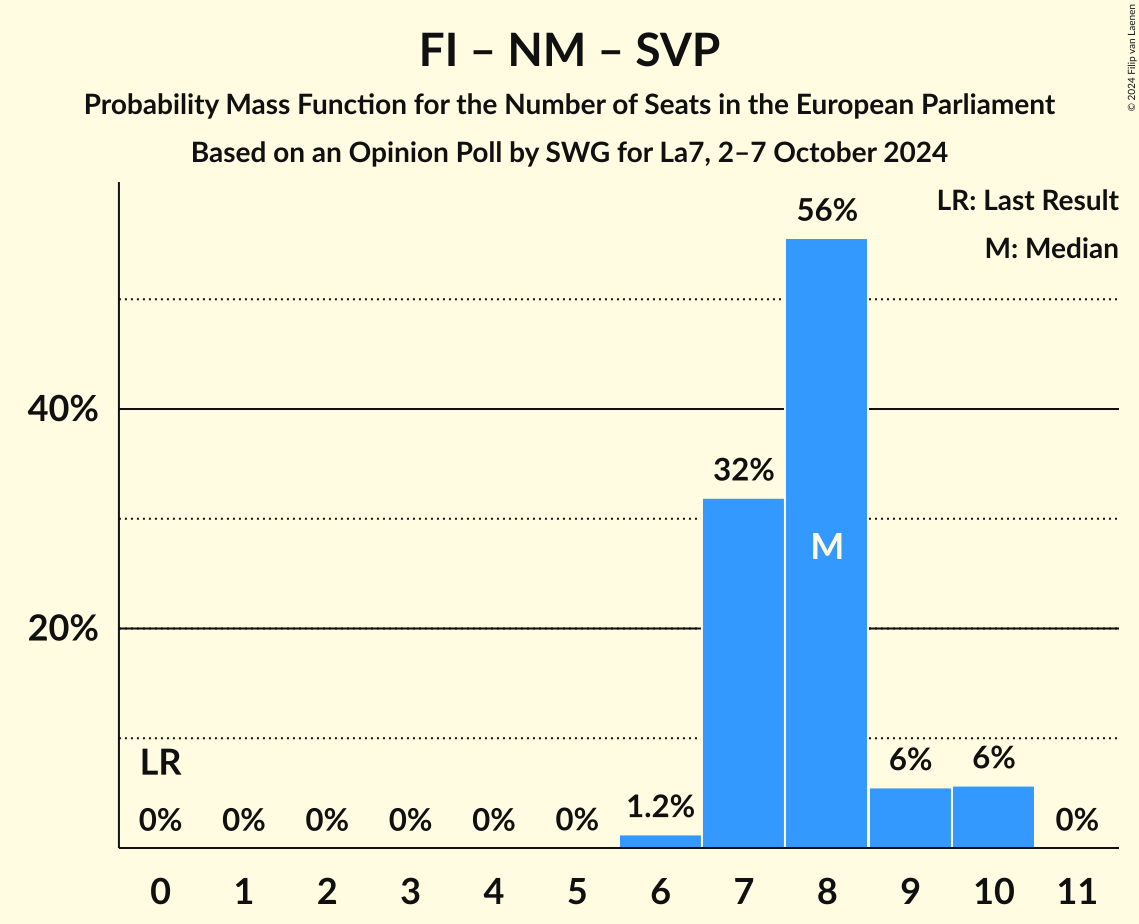 FI – NM – SVP
Probability Mass Function for the Number of Seats in the European Parliament
Based on an Opinion Poll by SWG for La7, 2–7 October 2024
© 2024 Filip van Laenen
LR: Last Result
M: Median
56%
40%
32%
M
20%
LR
6%
6%
0%
0%
0%
0%
0%
0%
1.2%
0%
0 1 2 3 4 5 6 7 8 9 10 11